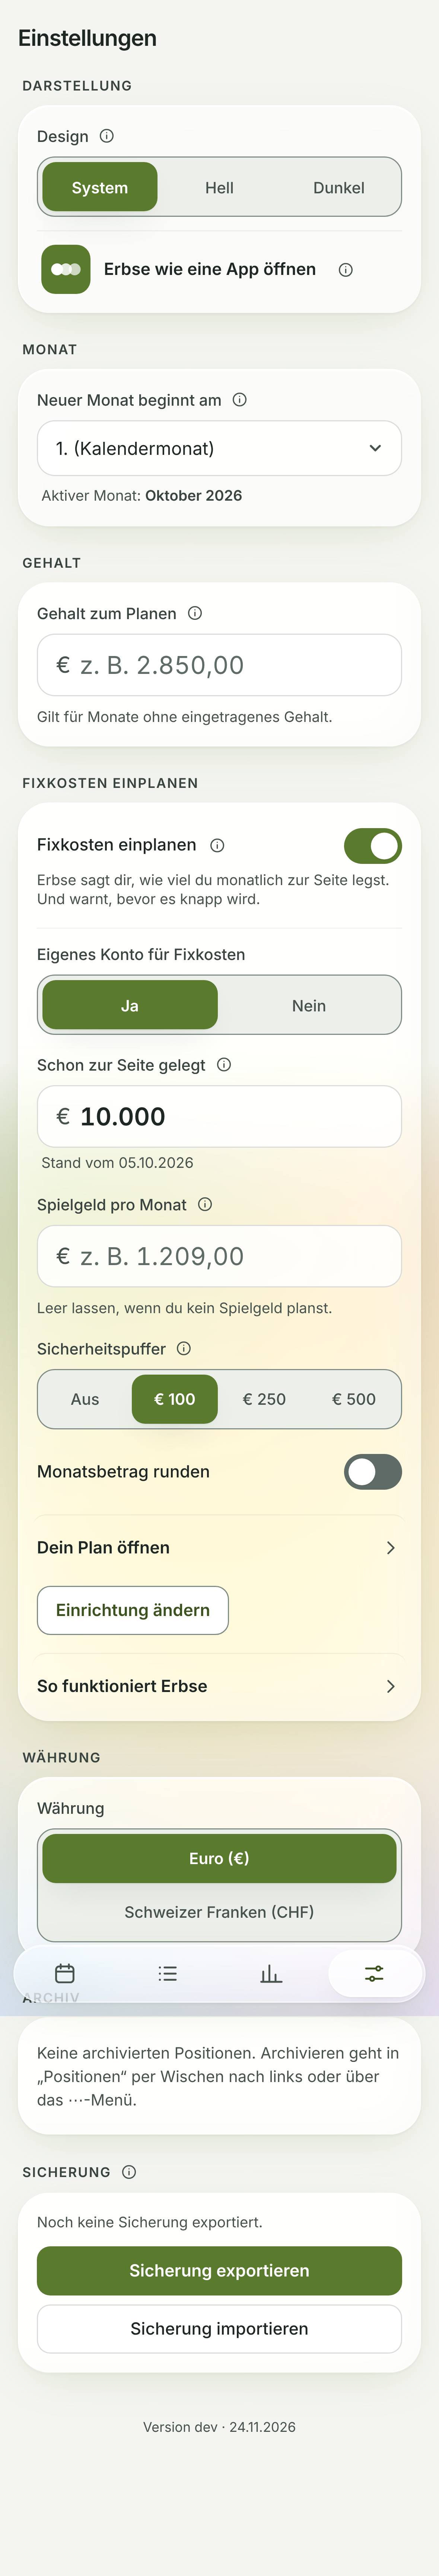 Einstellungen
DARSTELLUNG
Design
System
Hell
Dunkel
Erbse wie eine App öffnen
MONAT
Neuer Monat beginnt am
1. (Kalendermonat)
Aktiver Monat: Oktober 2026
GEHALT
Gehalt zum Planen
€ z. B. 2.850,00
Gilt für Monate ohne eingetragenes Gehalt.
FIXKOSTEN EINPLANEN
Fixkosten einplanen
Erbse sagt dir, wie viel du monatlich zur Seite legst.
Und warnt, bevor es knapp wird.
Eigenes Konto für Fixkosten
Ja
Nein
Schon zur Seite gelegt
€ 10.000
Stand vom 05.10.2026
Spielgeld pro Monat
€ z. B. 1.209,00
Leer lassen, wenn du kein Spielgeld planst.
Sicherheitspuffer
Aus
€ 100
€ 250
€ 500
Monatsbetrag runden
Dein Plan öffnen
Einrichtung ändern
So funktioniert Erbse
WÄHRUNG
Währung
Euro (€)
Schweizer Franken (CHF)
ARCHIV
Keine archivierten Positionen. Archivieren geht in
„Positionen“ per Wischen nach links oder über
das ⋯-Menü.
SICHERUNG
Noch keine Sicherung exportiert.
Sicherung exportieren
Sicherung importieren
Version dev · 24.11.2026